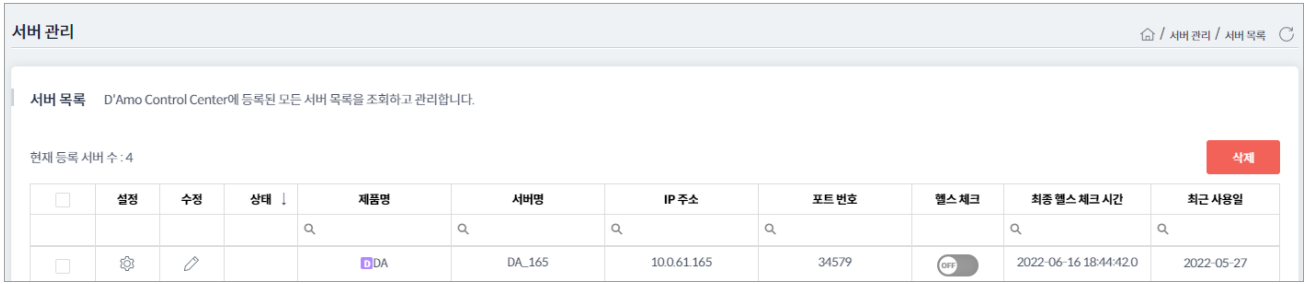 서버 관리
/ 서버 관리 / 서버 목록
서버 목록 D'Amo Control Center에 등록된 모든 서버 목록을 조회하고 관리합니다.
현재 등록 서버 수 : 4
삭제
설정 수정 상태 ↓ 제품명 서버명 IP 주소 포트 번호 헬스 체크 최종 헬스 체크 시간 최근 사용일
D DA DA_165 10.0.61.165 34579 OFF 2022-06-16 18:44:42.0 2022-05-27